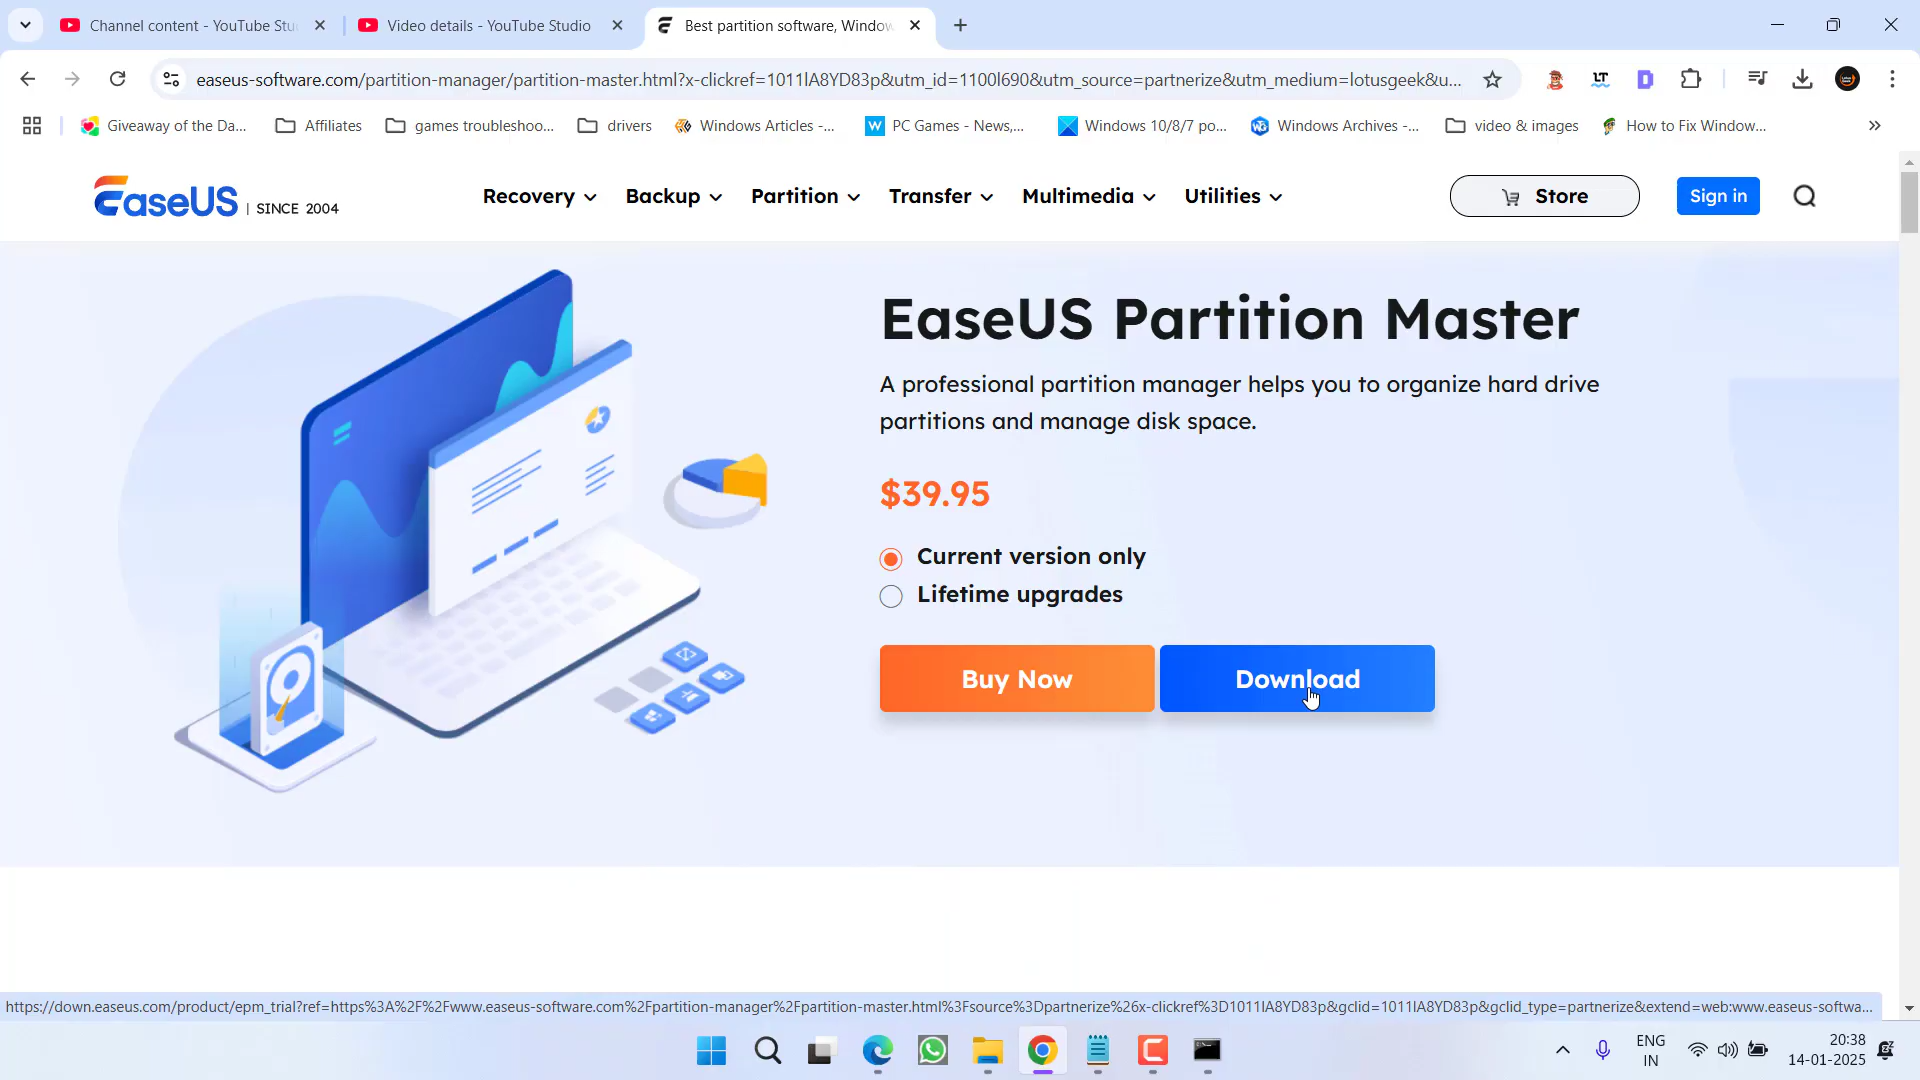 Channel content - YouTube Stu
Video details - YouTube Studio
Best partition software, Window
easeus-software.com/partition-manager/partition-master.html?x-clickref=1011lA8YD83p&utm_id=1100l690&utm_source=partnerize&utm_medium=lotusgeek&u...
LT
Giveaway of the Da...
Affiliates
games troubleshoo...
drivers
Windows Articles -...
PC Games - News,...
Windows 10/8/7 po...
Windows Archives -...
video & images
How to Fix Window...
EaseUS | SINCE 2004
Recovery
Backup
Partition
Transfer
Multimedia
Utilities
Store
Sign in
EaseUS Partition Master
A professional partition manager helps you to organize hard drive
partitions and manage disk space.
$39.95
Current version only
Lifetime upgrades
Buy Now
Download
https://down.easeus.com/product/epm_trial?ref=https%3A%2F%2Fwww.easeus-software.com%2Fpartition-manager%2Fpartition-master.html%3Fsource%3Dpartnerize%26x-clickref%3D1011lA8YD83p&gclid=1011lA8YD83p&gclid_type=partnerize&extend=web:www.easeus-softwa...
ENG
IN
20:38
14-01-2025